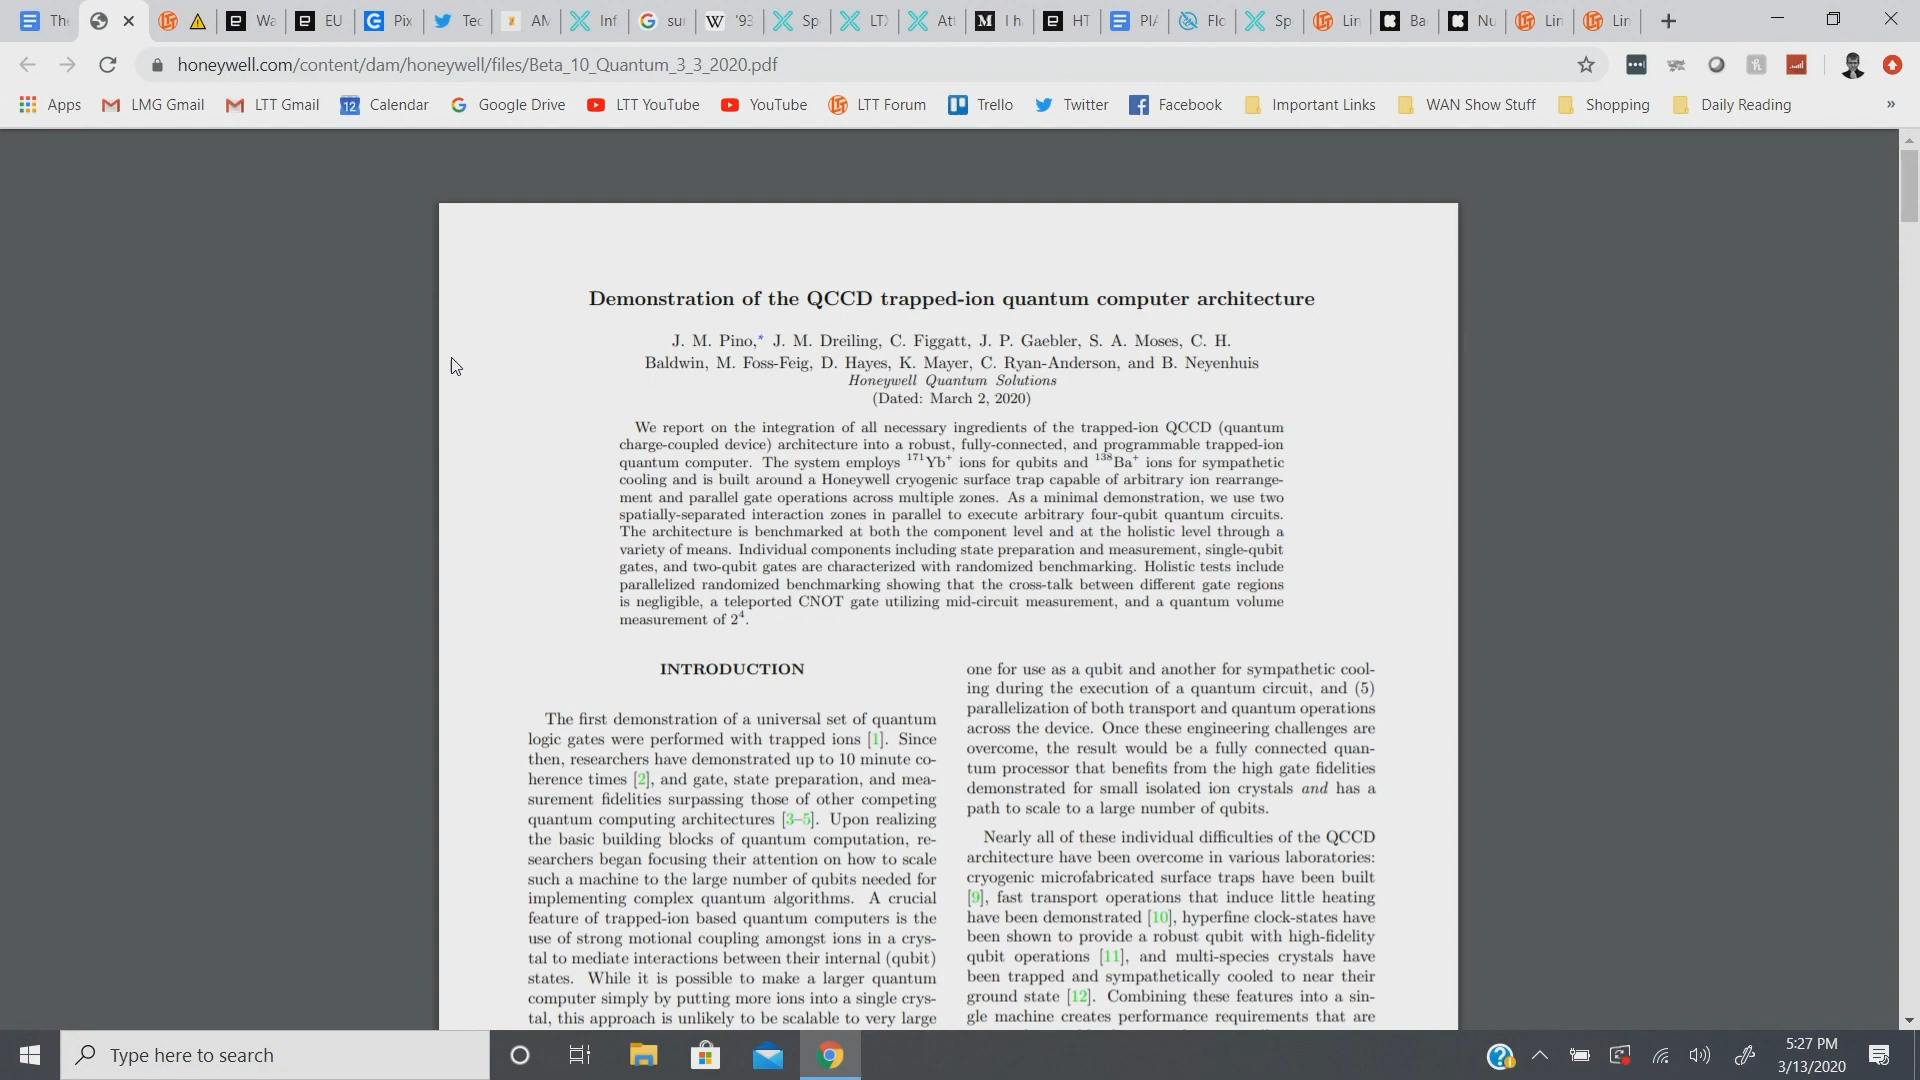 The
Wa
EU
Pix
Tec
AM
Inf
G
sur
W
'93
Sp
LTX
Att
M
I h
HT
PIA
Flo
Sp
Lin
Ba
Nu
Lin
Lin
honeywell.com/content/dam/honeywell/files/Beta_10_Quantum_3_3_2020.pdf
Apps LMG Gmail LTT Gmail 12 Calendar Google Drive LTT YouTube YouTube LTT Forum Trello Twitter Facebook Important Links WAN Show Stuff Shopping Daily Reading »
Demonstration of the QCCD trapped-ion quantum computer architecture
J. M. Pino,* J. M. Dreiling, C. Figgatt, J. P. Gaebler, S. A. Moses, C. H.
Baldwin, M. Foss-Feig, D. Hayes, K. Mayer, C. Ryan-Anderson, and B. Neyenhuis
Honeywell Quantum Solutions
(Dated: March 2, 2020)
We report on the integration of all necessary ingredients of the trapped-ion QCCD (quantum
charge-coupled device) architecture into a robust, fully-connected, and programmable trapped-ion
quantum computer. The system employs ¹⁷¹Yb⁺ ions for qubits and ¹³⁸Ba⁺ ions for sympathetic
cooling and is built around a Honeywell cryogenic surface trap capable of arbitrary ion rearrange-
ment and parallel gate operations across multiple zones. As a minimal demonstration, we use two
spatially-separated interaction zones in parallel to execute arbitrary four-qubit quantum circuits.
The architecture is benchmarked at both the component level and at the holistic level through a
variety of means. Individual components including state preparation and measurement, single-qubit
gates, and two-qubit gates are characterized with randomized benchmarking. Holistic tests include
parallelized randomized benchmarking showing that the cross-talk between different gate regions
is negligible, a teleported CNOT gate utilizing mid-circuit measurement, and a quantum volume
measurement of 2⁴.
INTRODUCTION
The first demonstration of a universal set of quantum
logic gates were performed with trapped ions [1]. Since
then, researchers have demonstrated up to 10 minute co-
herence times [2], and gate, state preparation, and mea-
surement fidelities surpassing those of other competing
quantum computing architectures [3–5]. Upon realizing
the basic building blocks of quantum computation, re-
searchers began focusing their attention on how to scale
such a machine to the large number of qubits needed for
implementing complex quantum algorithms. A crucial
feature of trapped-ion based quantum computers is the
use of strong motional coupling amongst ions in a crys-
tal to mediate interactions between their internal (qubit)
states. While it is possible to make a larger quantum
computer simply by putting more ions into a single crys-
tal, this approach is unlikely to be scalable to very large
one for use as a qubit and another for sympathetic cool-
ing during the execution of a quantum circuit, and (5)
parallelization of both transport and quantum operations
across the device. Once these engineering challenges are
overcome, the result would be a fully connected quan-
tum processor that benefits from the high gate fidelities
demonstrated for small isolated ion crystals and has a
path to scale to a large number of qubits.
Nearly all of these individual difficulties of the QCCD
architecture have been overcome in various laboratories:
cryogenic microfabricated surface traps have been built
[9], fast transport operations that induce little heating
have been demonstrated [10], hyperfine clock-states have
been shown to provide a robust qubit with high-fidelity
qubit operations [11], and multi-species crystals have
been trapped and sympathetically cooled to near their
ground state [12]. Combining these features into a sin-
gle machine creates performance requirements that are
Type here to search
5:27 PM
3/13/2020